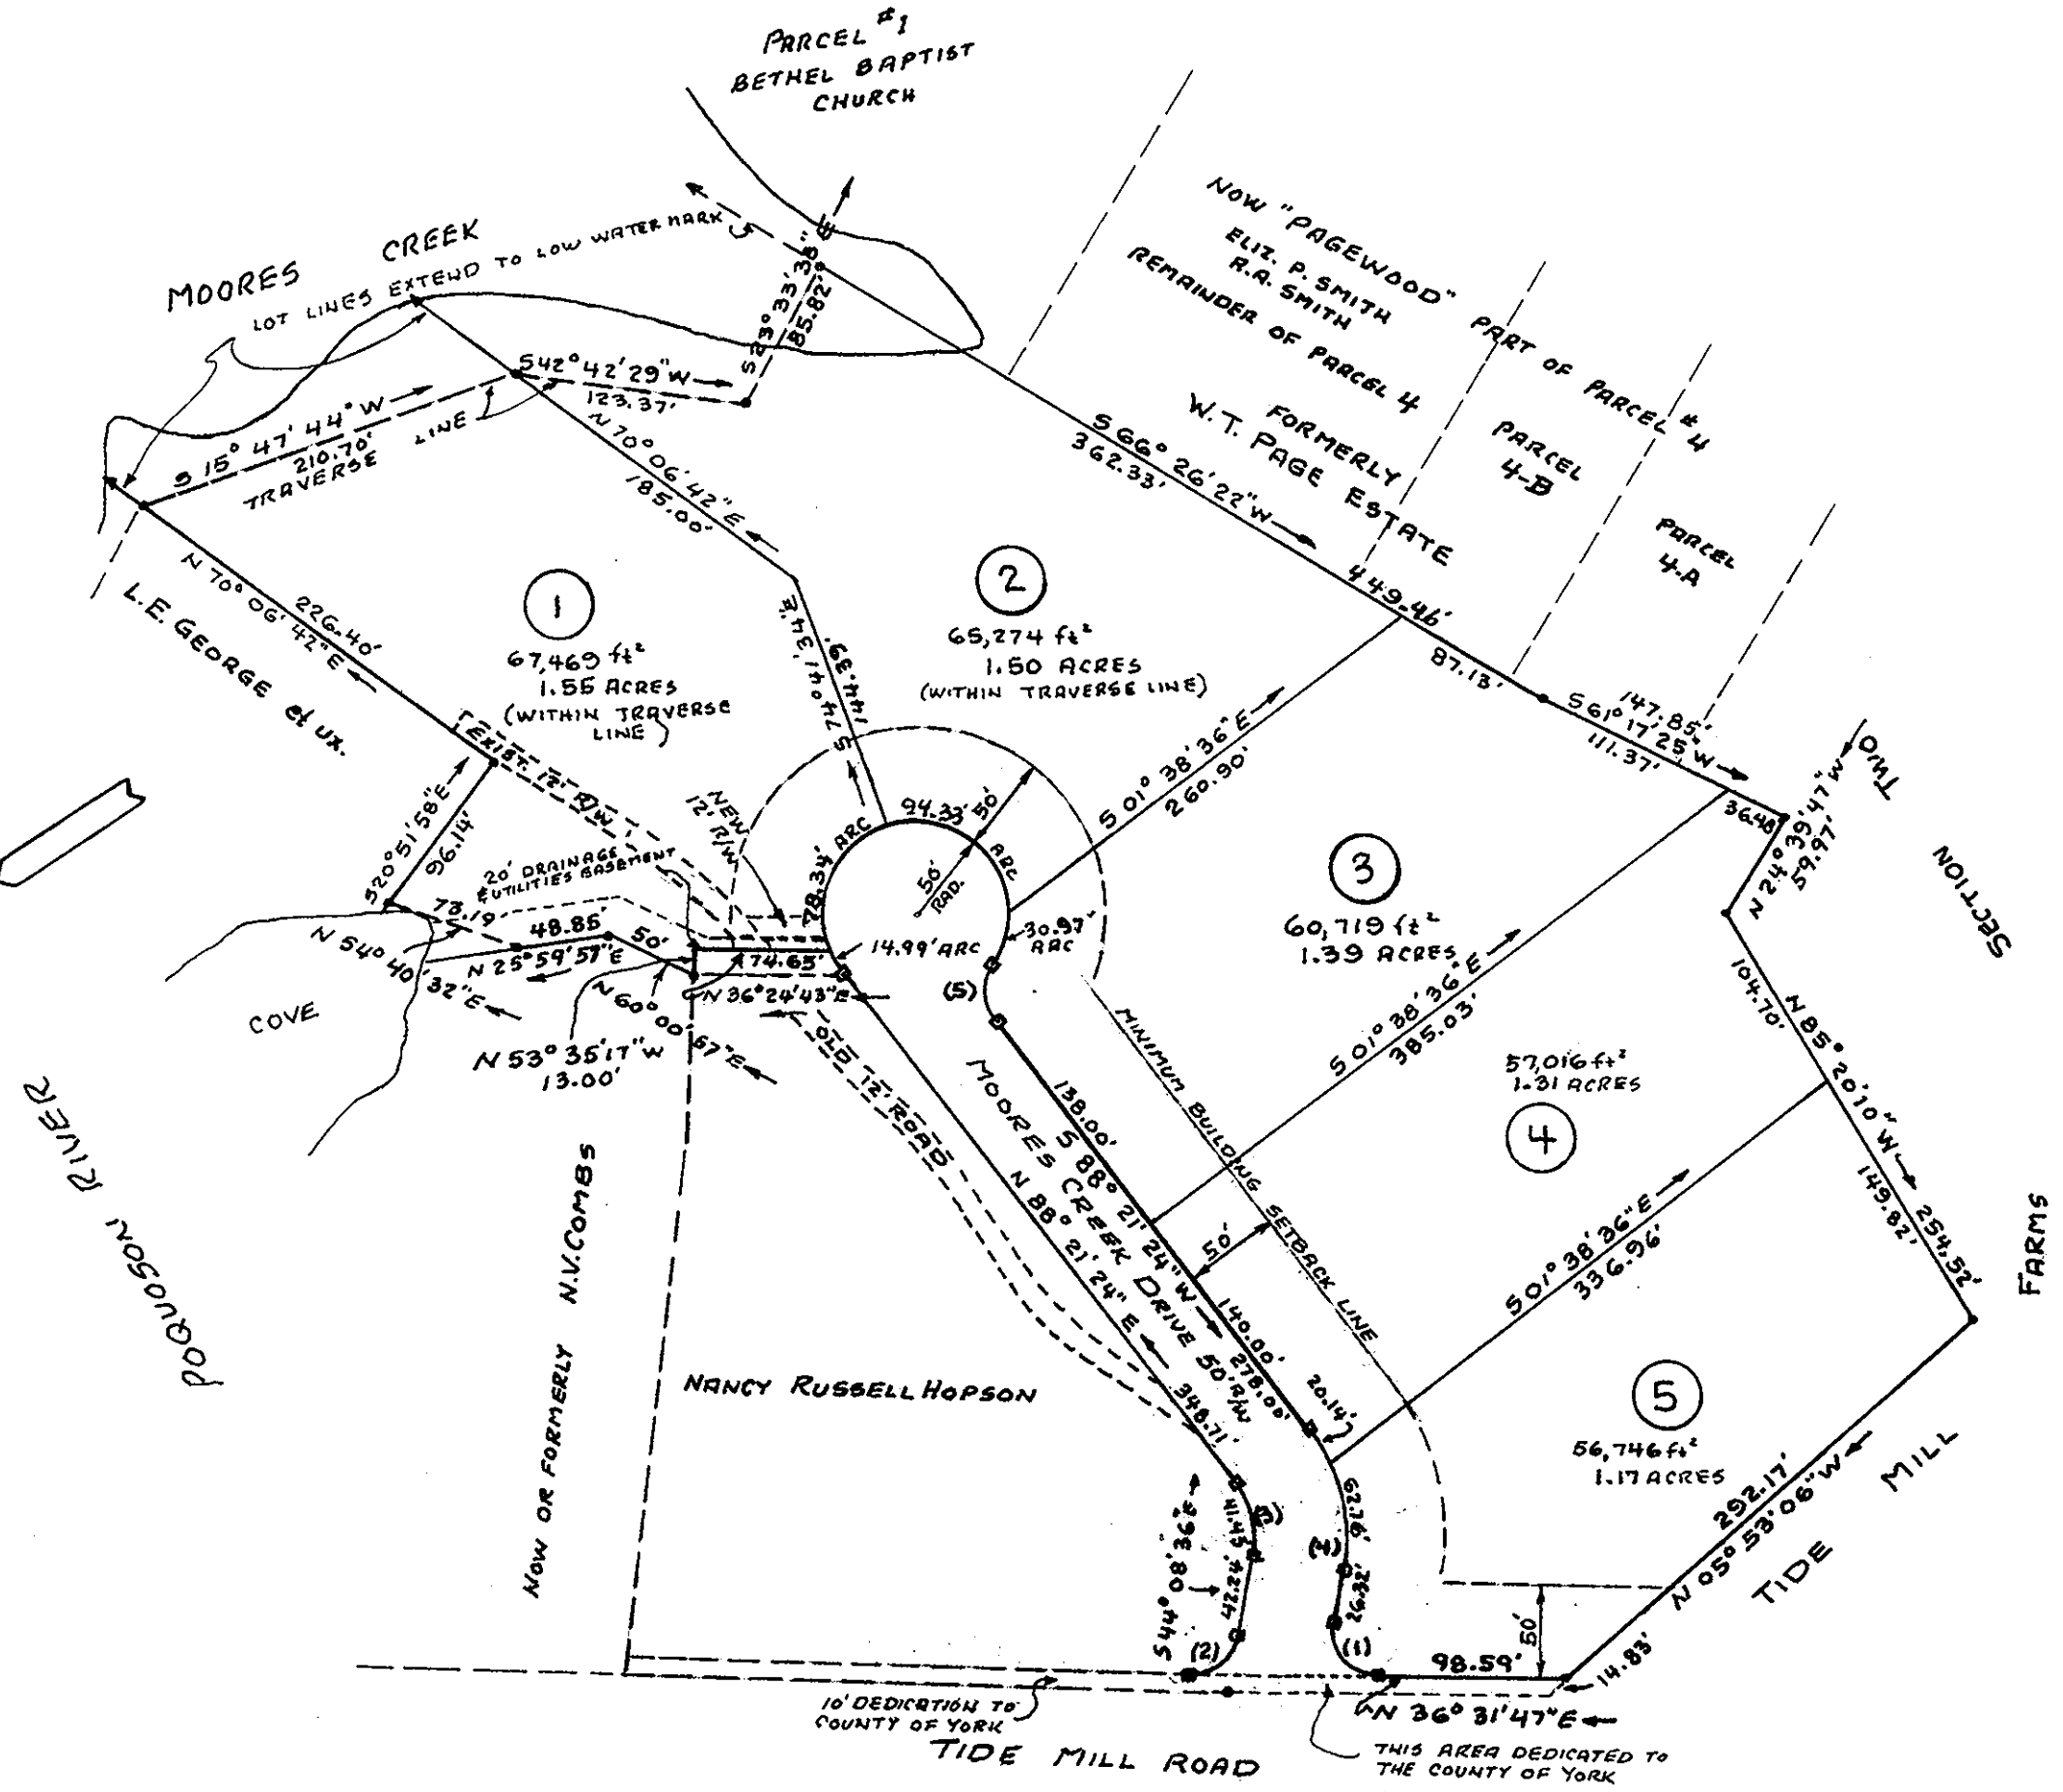 PARCEL #1
BETHEL BAPTIST
CHURCH
MOORES CREEK
LOT LINES EXTEND TO LOW WATER MARK
S 23° 33' 38" E
85.82'
S 42° 42' 29" W
123.37'
S 15° 47' 44" W
210.70'
TRAVERSE LINE
N 70° 06' 42" E
185.00'
NOW "PAGEWOOD" PART OF PARCEL #4
ELIZ. P. SMITH
R.A. SMITH
REMAINDER OF PARCEL 4
FORMERLY
W.T. PAGE ESTATE
PARCEL
4-B
PARCEL
4-A
S 66° 26' 22" W
362.33'
449.46'
87.13'
147.85'
S 61° 17' 25" W
111.37'
36.48'
N 24° 39' 47" W
59.97'
TWO
SECTION
FARMS
MILL
TIDE
N 70° 06' 42" E
226.40'
L.E. GEORGE et ux.
1
67,469 ft²
1.55 ACRES
(WITHIN TRAVERSE
LINE)
2
65,274 ft²
1.50 ACRES
(WITHIN TRAVERSE LINE)
S 74° 04' 34" E
144.39'
EXIST. 12' R/W
NEW
12' R/W
94.33' ARC
78.34' ARC
50'
50'
RAD.
30.97'
ARC
14.99' ARC
S 01° 38' 36" E
260.90'
3
60,719 ft²
1.39 ACRES
S 01° 38' 36" E
385.03'
57,016 ft²
1.31 ACRES
4
104.70'
N 85° 20' 10" W
254.52'
149.82'
S 01° 38' 36" E
336.96'
5
56,746 ft²
1.17 ACRES
292.17'
N 05° 53' 06" W
14.83'
S 20° 51' 58" E
96.14'
20' DRAINAGE
& UTILITIES EASEMENT
73.19
48.85'
50'
74.65'
N 54° 40' 32" E
N 25° 59' 57" E
N 36° 24' 43" E
N 60° 00' 57" E
N 53° 35' 17" W
13.00'
COVE
POQUOSON RIVER
OLD 12' ROAD
(5)
138.00'
S 88° 21' 24" W
140.00'
278.00'
MOORES CREEK DRIVE 50' R/W
N 88° 21' 24" E
348.71'
MINIMUM BUILDING SETBACK LINE
50'
20.14'
62.78'
(4)
26.32'
(1)
(3)
41.43'
42.24'
S 44° 08' 36" E
(2)
NOW OR FORMERLY N.V. COMBS
NANCY RUSSELL HOPSON
98.59'
50'
N 36° 31' 47" E
10' DEDICATION TO
COUNTY OF YORK
TIDE MILL ROAD
THIS AREA DEDICATED TO
THE COUNTY OF YORK